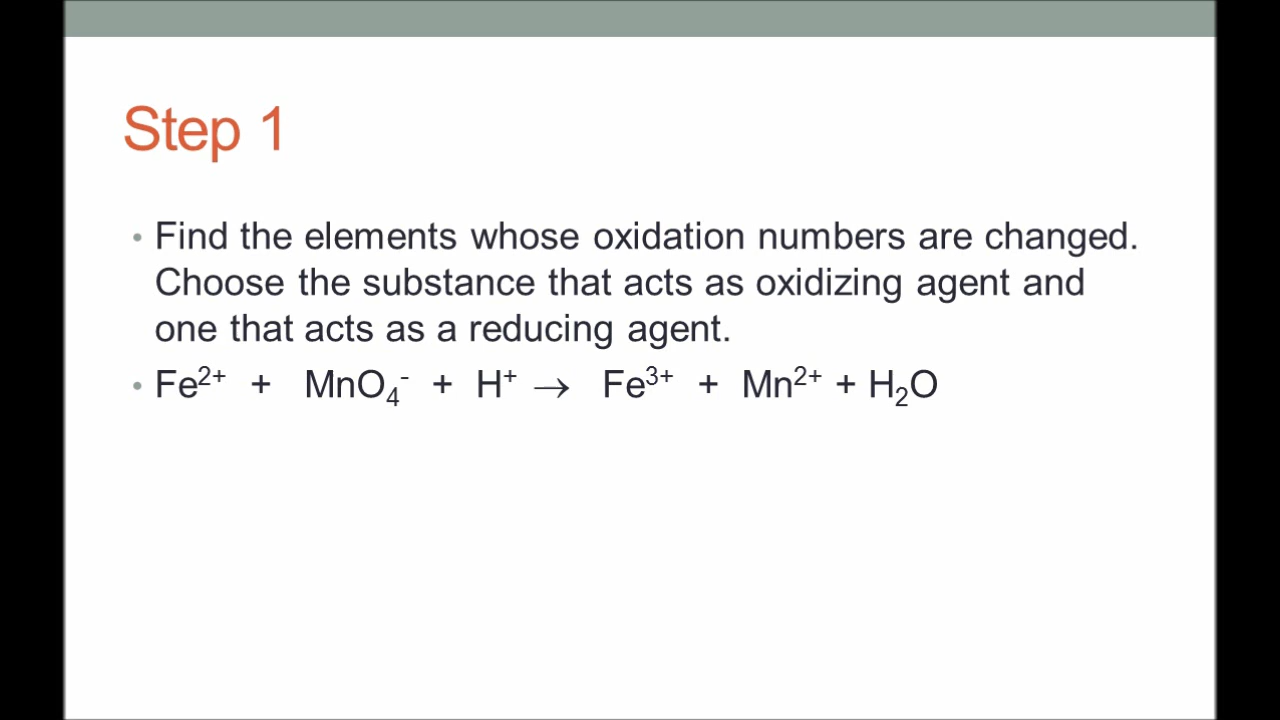 Step 1
• Find the elements whose oxidation numbers are changed.
Choose the substance that acts as oxidizing agent and
one that acts as a reducing agent.
• Fe²⁺ + MnO₄⁻ + H⁺ → Fe³⁺ + Mn²⁺ + H₂O